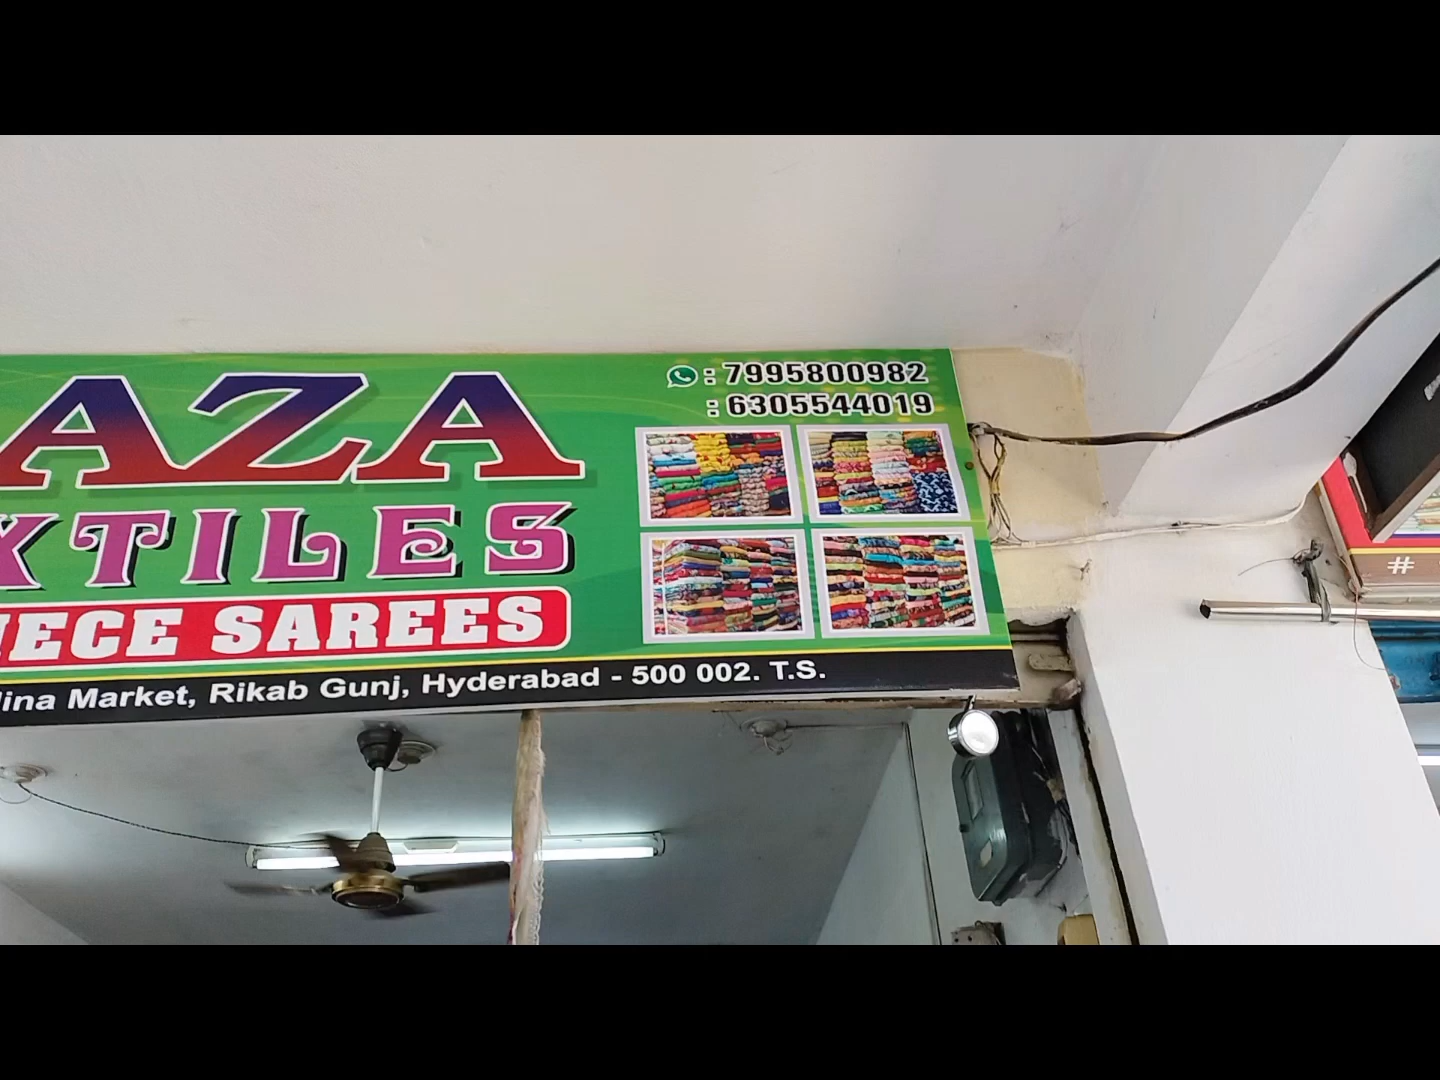 : 7995800982
: 6305544019
AZA
XTILES
IECE SAREES
ina Market, Rikab Gunj, Hyderabad - 500 002. T.S.
#